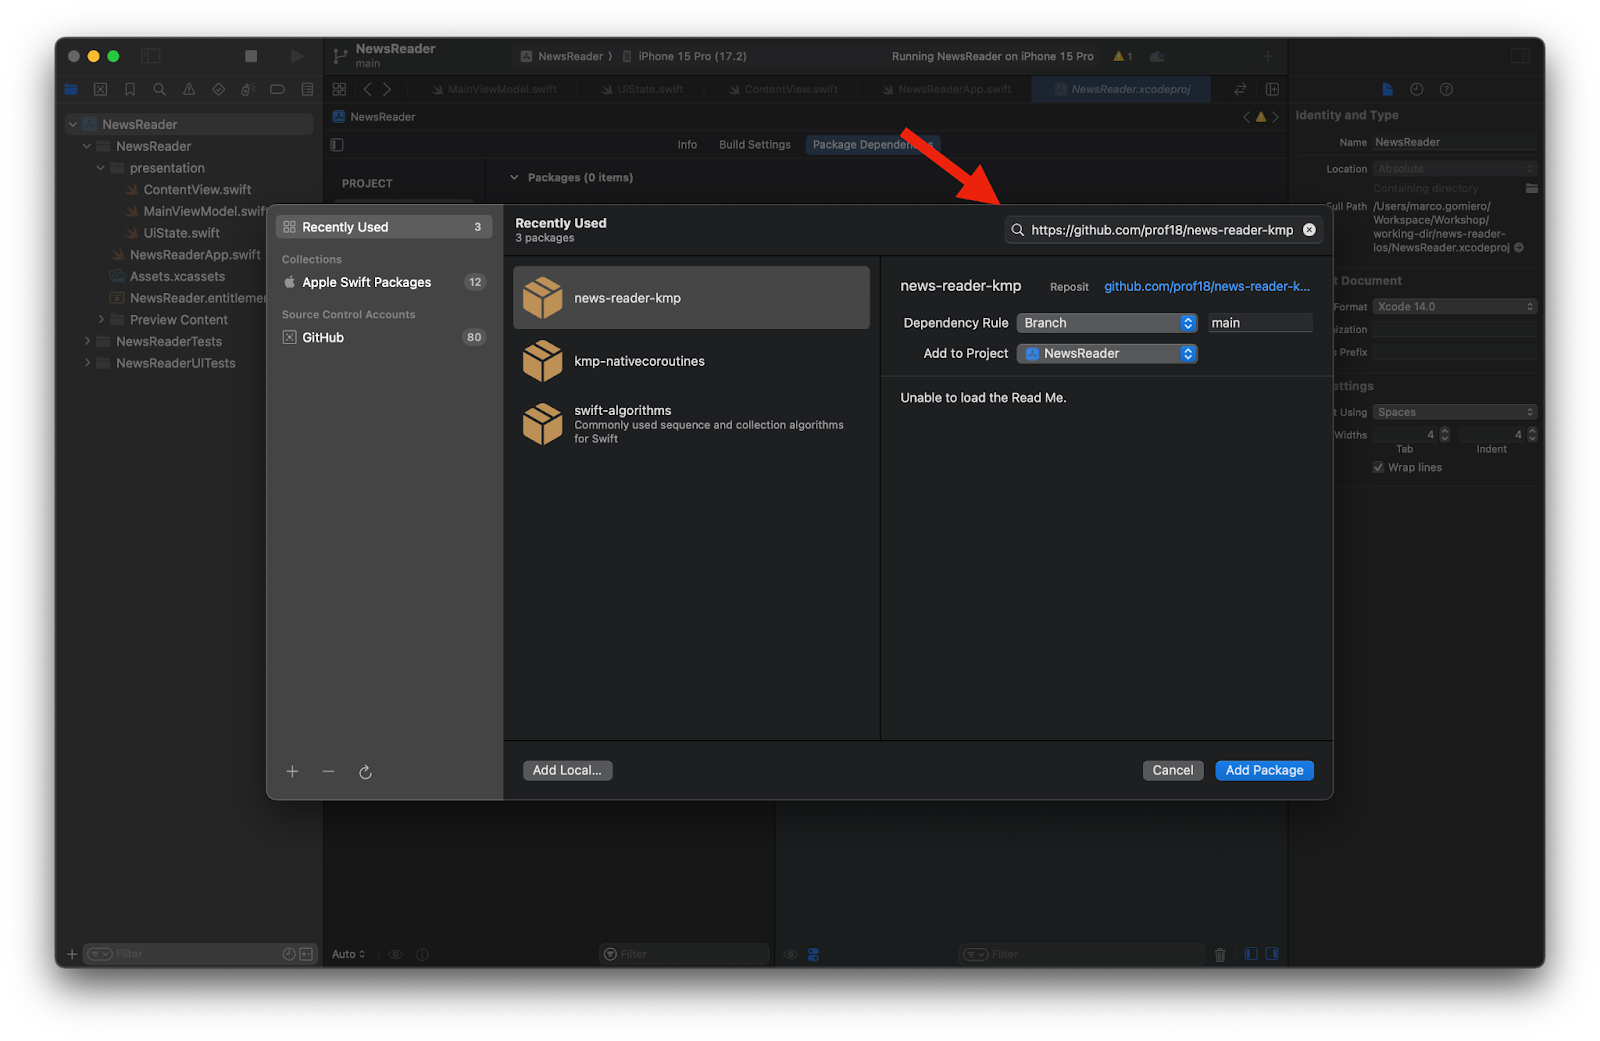 NewsReader
main
NewsReader ⟩ iPhone 15 Pro (17.2)
Running NewsReader on iPhone 15 Pro
1
MainViewModel.swift
UiState.swift
ContentView.swift
NewsReaderApp.swift
NewsReader.xcodeproj
NewsReader
Info
Build Settings
Package Dependen
PROJECT
Packages (0 items)
NewsReader
NewsReader
presentation
ContentView.swift
MainViewModel.swift
UiState.swift
NewsReaderApp.swift
Assets.xcassets
NewsReader.entitlemen
Preview Content
NewsReaderTests
NewsReaderUITests
Recently Used 3
Collections
Apple Swift Packages 12
Source Control Accounts
GitHub 80
Recently Used
3 packages
https://github.com/prof18/news-reader-kmp
news-reader-kmp
kmp-nativecoroutines
swift-algorithms
Commonly used sequence and collection algorithms
for Swift
news-reader-kmp Reposit github.com/prof18/news-reader-k...
Dependency Rule Branch main
Add to Project NewsReader
Unable to load the Read Me.
Add Local...
Cancel
Add Package
Identity and Type
Name NewsReader
Location Absolute
Containing directory
Full Path /Users/marco.gomiero/
Workspace/Workshop/
working-dir/news-reader-
ios/NewsReader.xcodeproj
t Document
Format Xcode 14.0
nization
s Prefix
ettings
t Using Spaces
Widths 4 4
Tab Indent
Wrap lines
Filter
Auto
Filter
Filter